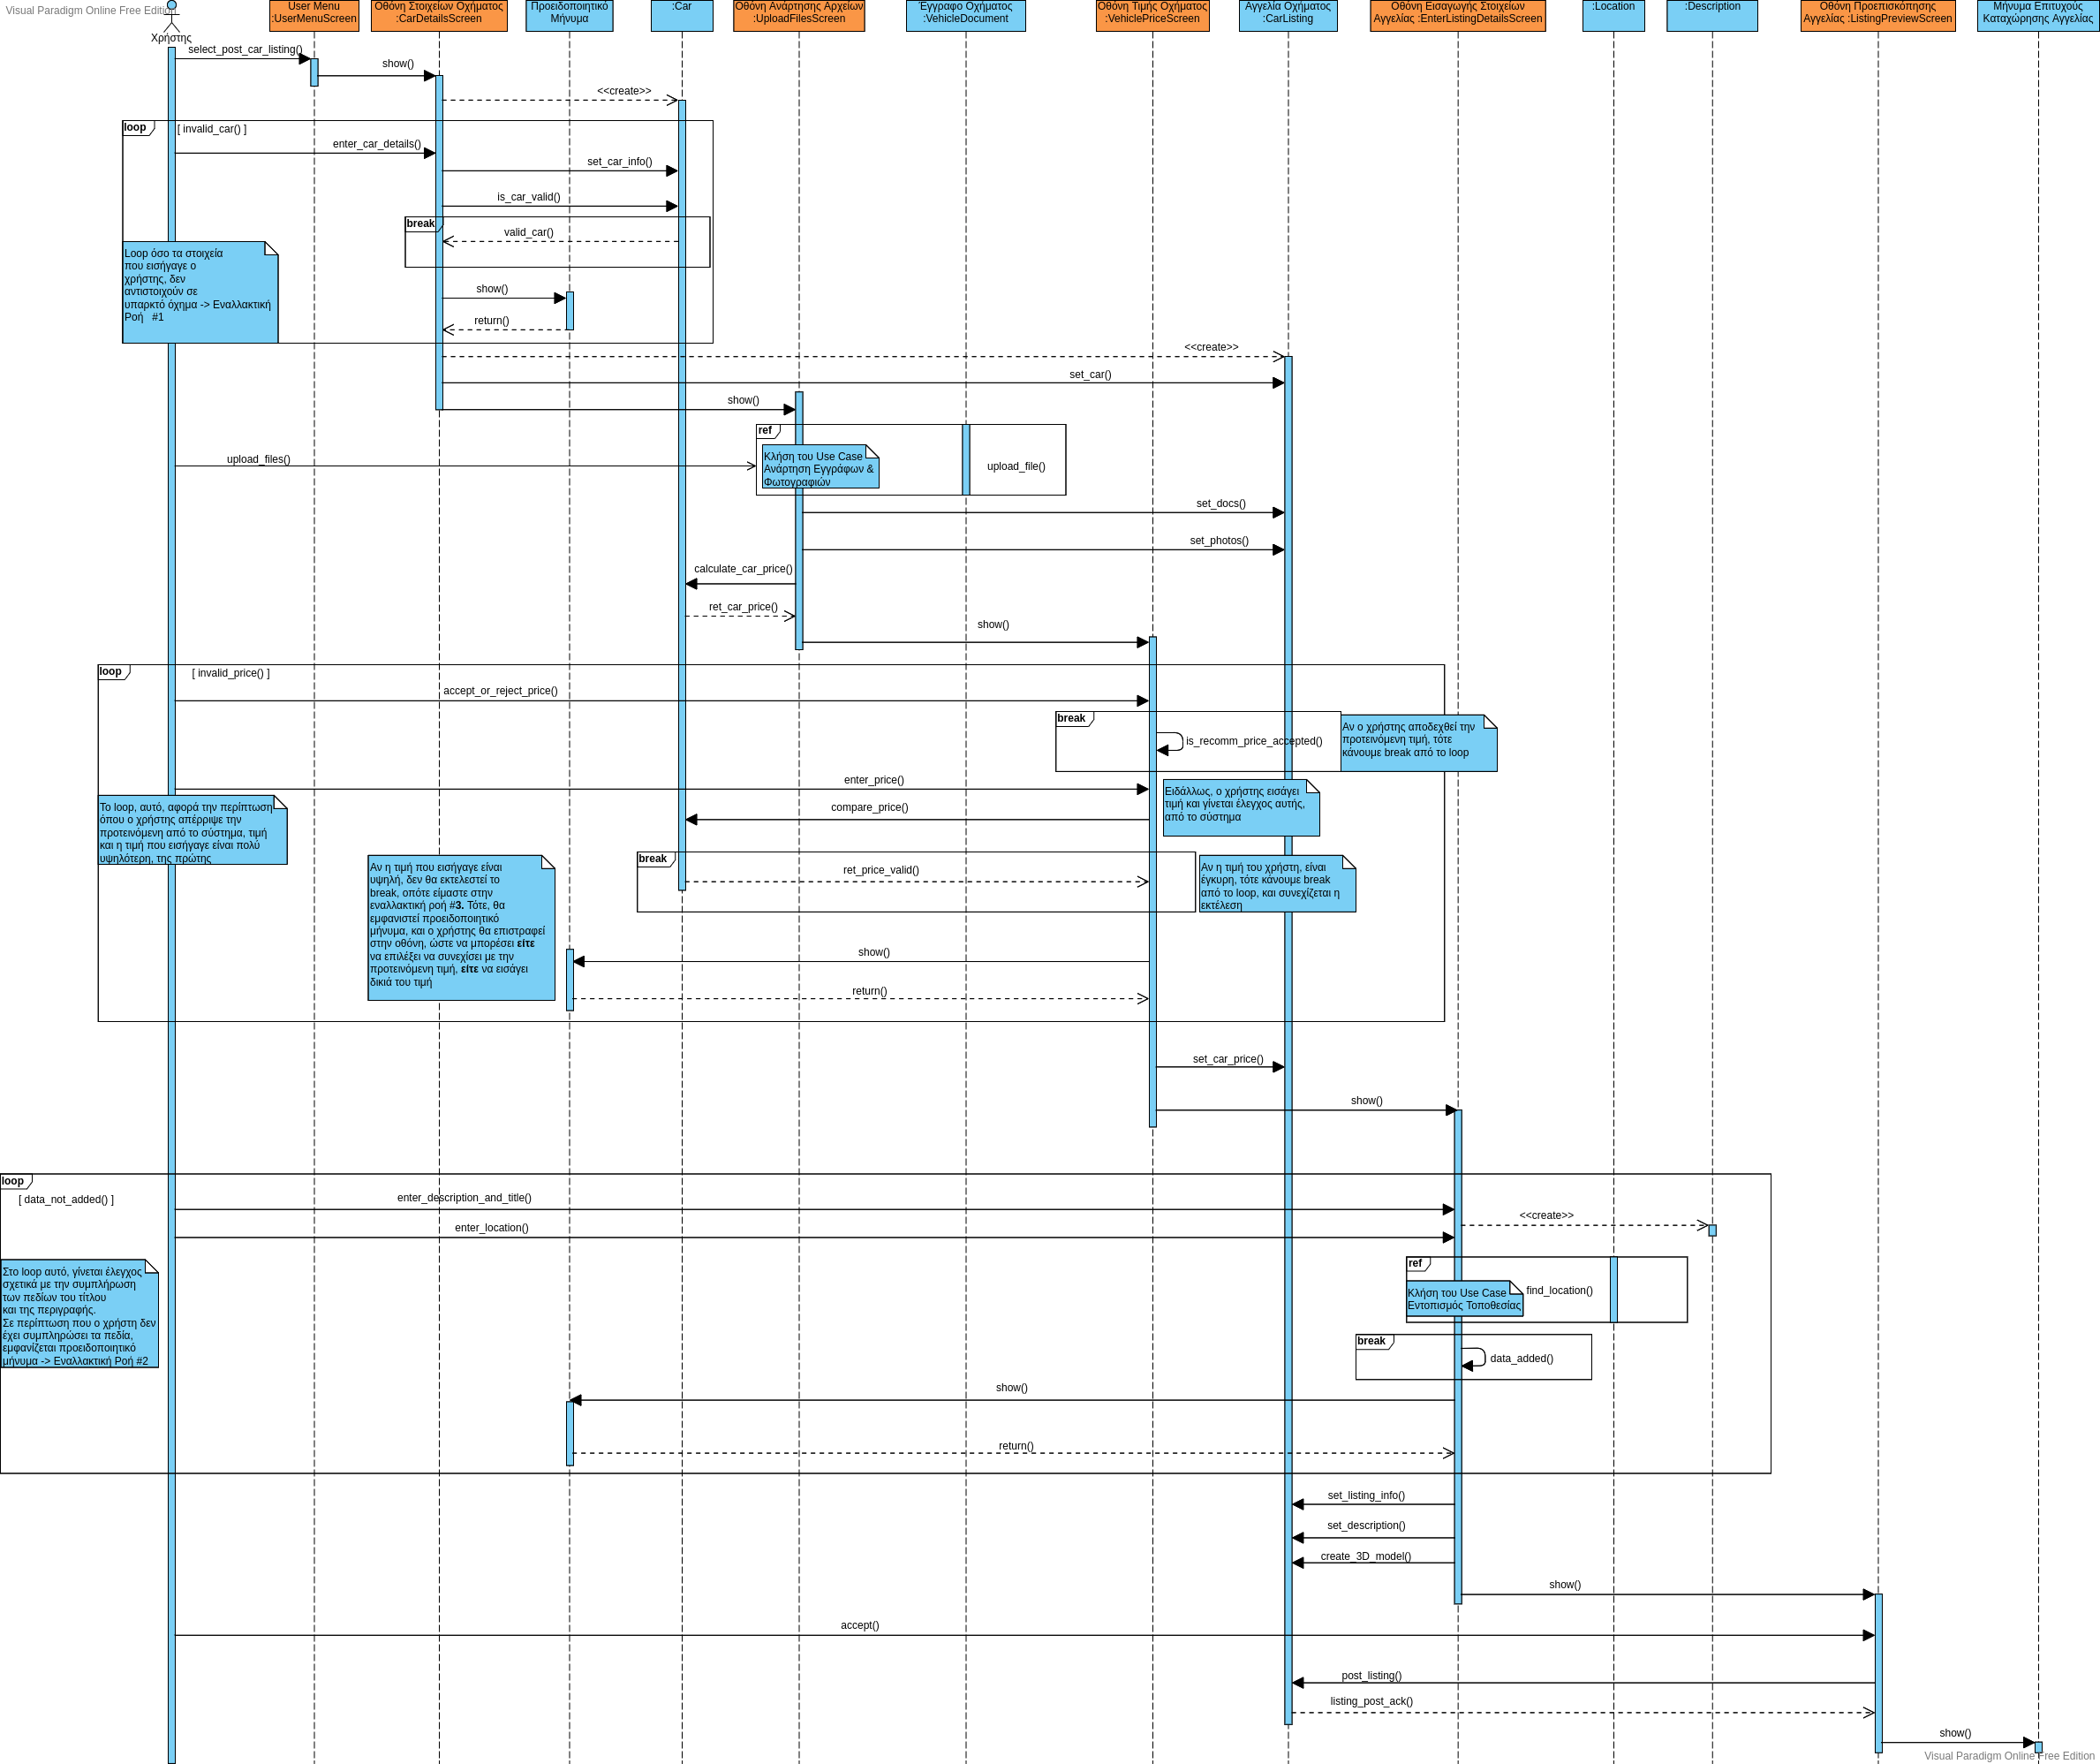 Visual Paradigm Online Free Edition
Χρήστης
User Menu
:UserMenuScreen
Οθόνη Στοιχείων Οχήματος
:CarDetailsScreen
Προειδοποιητικό
Μήνυμα
:Car
Οθόνη Ανάρτησης Αρχείων
:UploadFilesScreen
Έγγραφο Οχήματος
:VehicleDocument
Οθόνη Τιμής Οχήματος
:VehiclePriceScreen
Αγγελία Οχήματος
:CarListing
Οθόνη Εισαγωγής Στοιχείων
Αγγελίας :EnterListingDetailsScreen
:Location
:Description
Οθόνη Προεπισκόπησης
Αγγελίας :ListingPreviewScreen
Μήνυμα Επιτυχούς
Καταχώρησης Αγγελίας
select_post_car_listing()
show()
<<create>>
loop
[ invalid_car() ]
enter_car_details()
set_car_info()
is_car_valid()
break
valid_car()
Loop όσο τα στοιχεία
που εισήγαγε ο
χρήστης, δεν
αντιστοιχούν σε
υπαρκτό όχημα -> Εναλλακτική
Ροή #1
show()
return()
<<create>>
set_car()
show()
ref
Κλήση του Use Case
Ανάρτηση Εγγράφων &
Φωτογραφιών
upload_file()
upload_files()
set_docs()
set_photos()
calculate_car_price()
ret_car_price()
show()
loop
[ invalid_price() ]
accept_or_reject_price()
break
is_recomm_price_accepted()
Αν ο χρήστης αποδεχθεί την
προτεινόμενη τιμή, τότε
κάνουμε break από το loop
enter_price()
Ειδάλλως, ο χρήστης εισάγει
τιμή και γίνεται έλεγχος αυτής,
από το σύστημα
compare_price()
Το loop, αυτό, αφορά την περίπτωση
όπου ο χρήστης απέρριψε την
προτεινόμενη από το σύστημα, τιμή
και η τιμή που εισήγαγε είναι πολύ
υψηλότερη, της πρώτης
Αν η τιμή που εισήγαγε είναι
υψηλή, δεν θα εκτελεστεί το
break, οπότε είμαστε στην
εναλλακτική ροή #3. Τότε, θα
εμφανιστεί προειδοποιητικό
μήνυμα, και ο χρήστης θα επιστραφεί
στην οθόνη, ώστε να μπορέσει είτε
να επιλέξει να συνεχίσει με την
προτεινόμενη τιμή, είτε να εισάγει
δικιά του τιμή
break
ret_price_valid()
Αν η τιμή του χρήστη, είναι
έγκυρη, τότε κάνουμε break
από το loop, και συνεχίζεται η
εκτέλεση
show()
return()
set_car_price()
show()
loop
[ data_not_added() ]
enter_description_and_title()
<<create>>
enter_location()
ref
Κλήση του Use Case
Εντοπισμός Τοποθεσίας
find_location()
Στο loop αυτό, γίνεται έλεγχος
σχετικά με την συμπλήρωση
των πεδίων του τίτλου
και της περιγραφής.
Σε περίπτωση που ο χρήστη δεν
έχει συμπληρώσει τα πεδία,
εμφανίζεται προειδοποιητικό
μήνυμα -> Εναλλακτική Ροή #2
break
data_added()
show()
return()
set_listing_info()
set_description()
create_3D_model()
show()
accept()
post_listing()
listing_post_ack()
show()
Visual Paradigm Online Free Edition